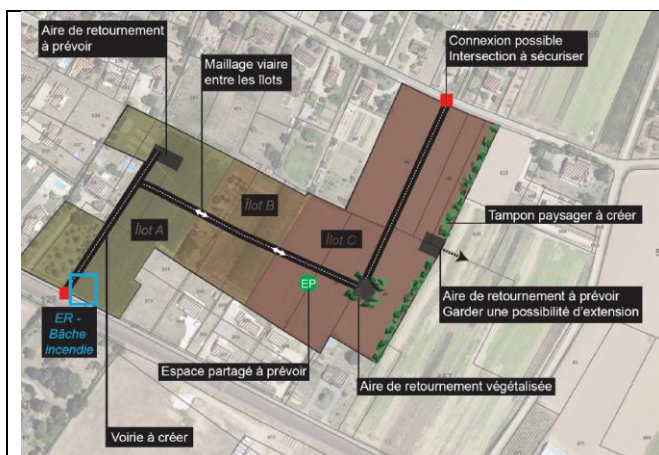 Aire de retournement
à prévoir
Maillage viaire
entre les îlots
Connexion possible
Intersection à sécuriser
Îlot B
Îlot A
Îlot C
Tampon paysager à créer
EP
ER -
Bâche
Incendie
Aire de retournement à prévoir
Garder une possibilité d'extension
Espace partagé à prévoir
Aire de retournement végétalisée
Voirie à créer